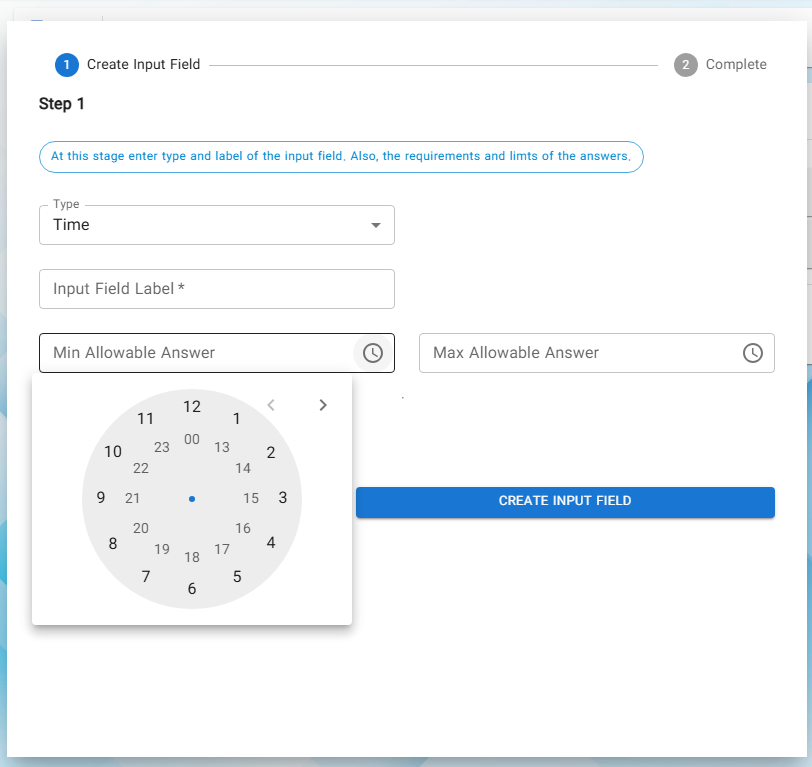 1 Create Input Field 2 Complete
Step 1
At this stage enter type and label of the input field. Also, the requirements and limts of the answers.
Type
Time
Input Field Label *
Min Allowable Answer Max Allowable Answer
12
11 1
00
23 13
10 2
22 14
9 21 15 3
20 16
8 4
19 17
18
7 5
6
CREATE INPUT FIELD